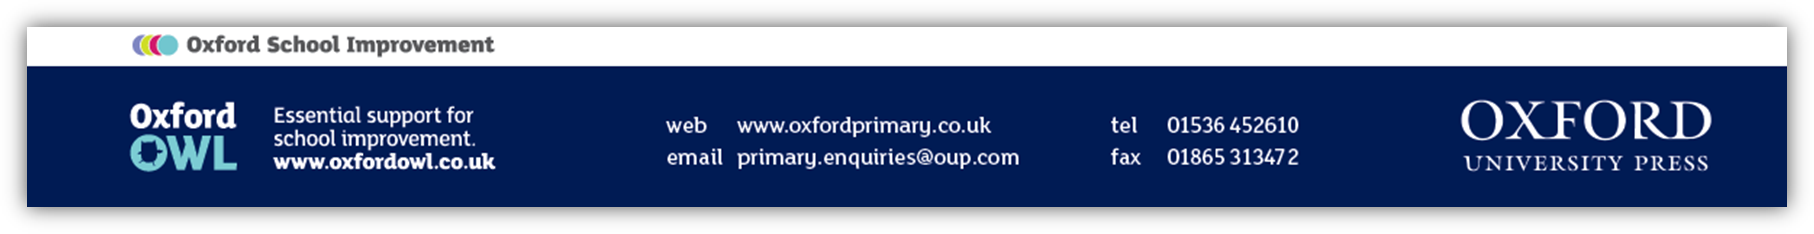 Oxford School Improvement
Oxford
OWL
Essential support for
school improvement.
www.oxfordowl.co.uk
web www.oxfordprimary.co.uk
email primary.enquiries@oup.com
tel 01536 452610
fax 01865 313472
OXFORD
UNIVERSITY PRESS